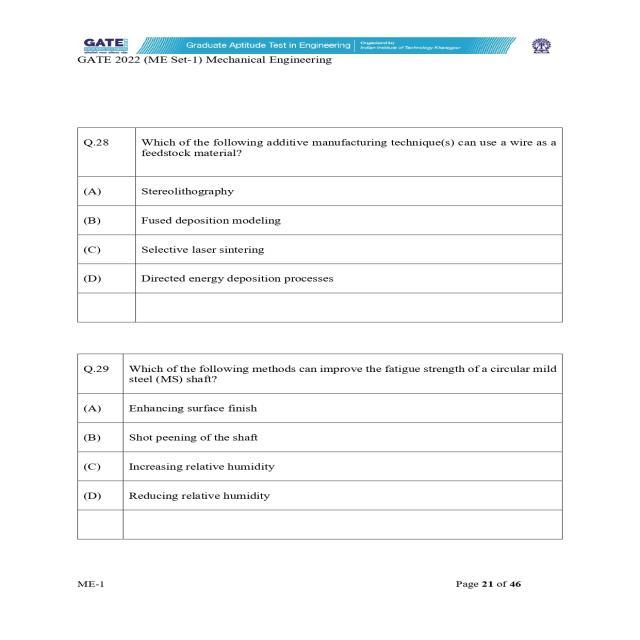 GATE
Graduate Aptitude Test in Engineering
Organized by
Indian Institute of Technology Kharagpur
GATE 2022 (ME Set-1) Mechanical Engineering
Q.28 Which of the following additive manufacturing technique(s) can use a wire as a
feedstock material?
(A) Stereolithography
(B) Fused deposition modeling
(C) Selective laser sintering
(D) Directed energy deposition processes
Q.29 Which of the following methods can improve the fatigue strength of a circular mild
steel (MS) shaft?
(A) Enhancing surface finish
(B) Shot peening of the shaft
(C) Increasing relative humidity
(D) Reducing relative humidity
ME-1 Page 21 of 46